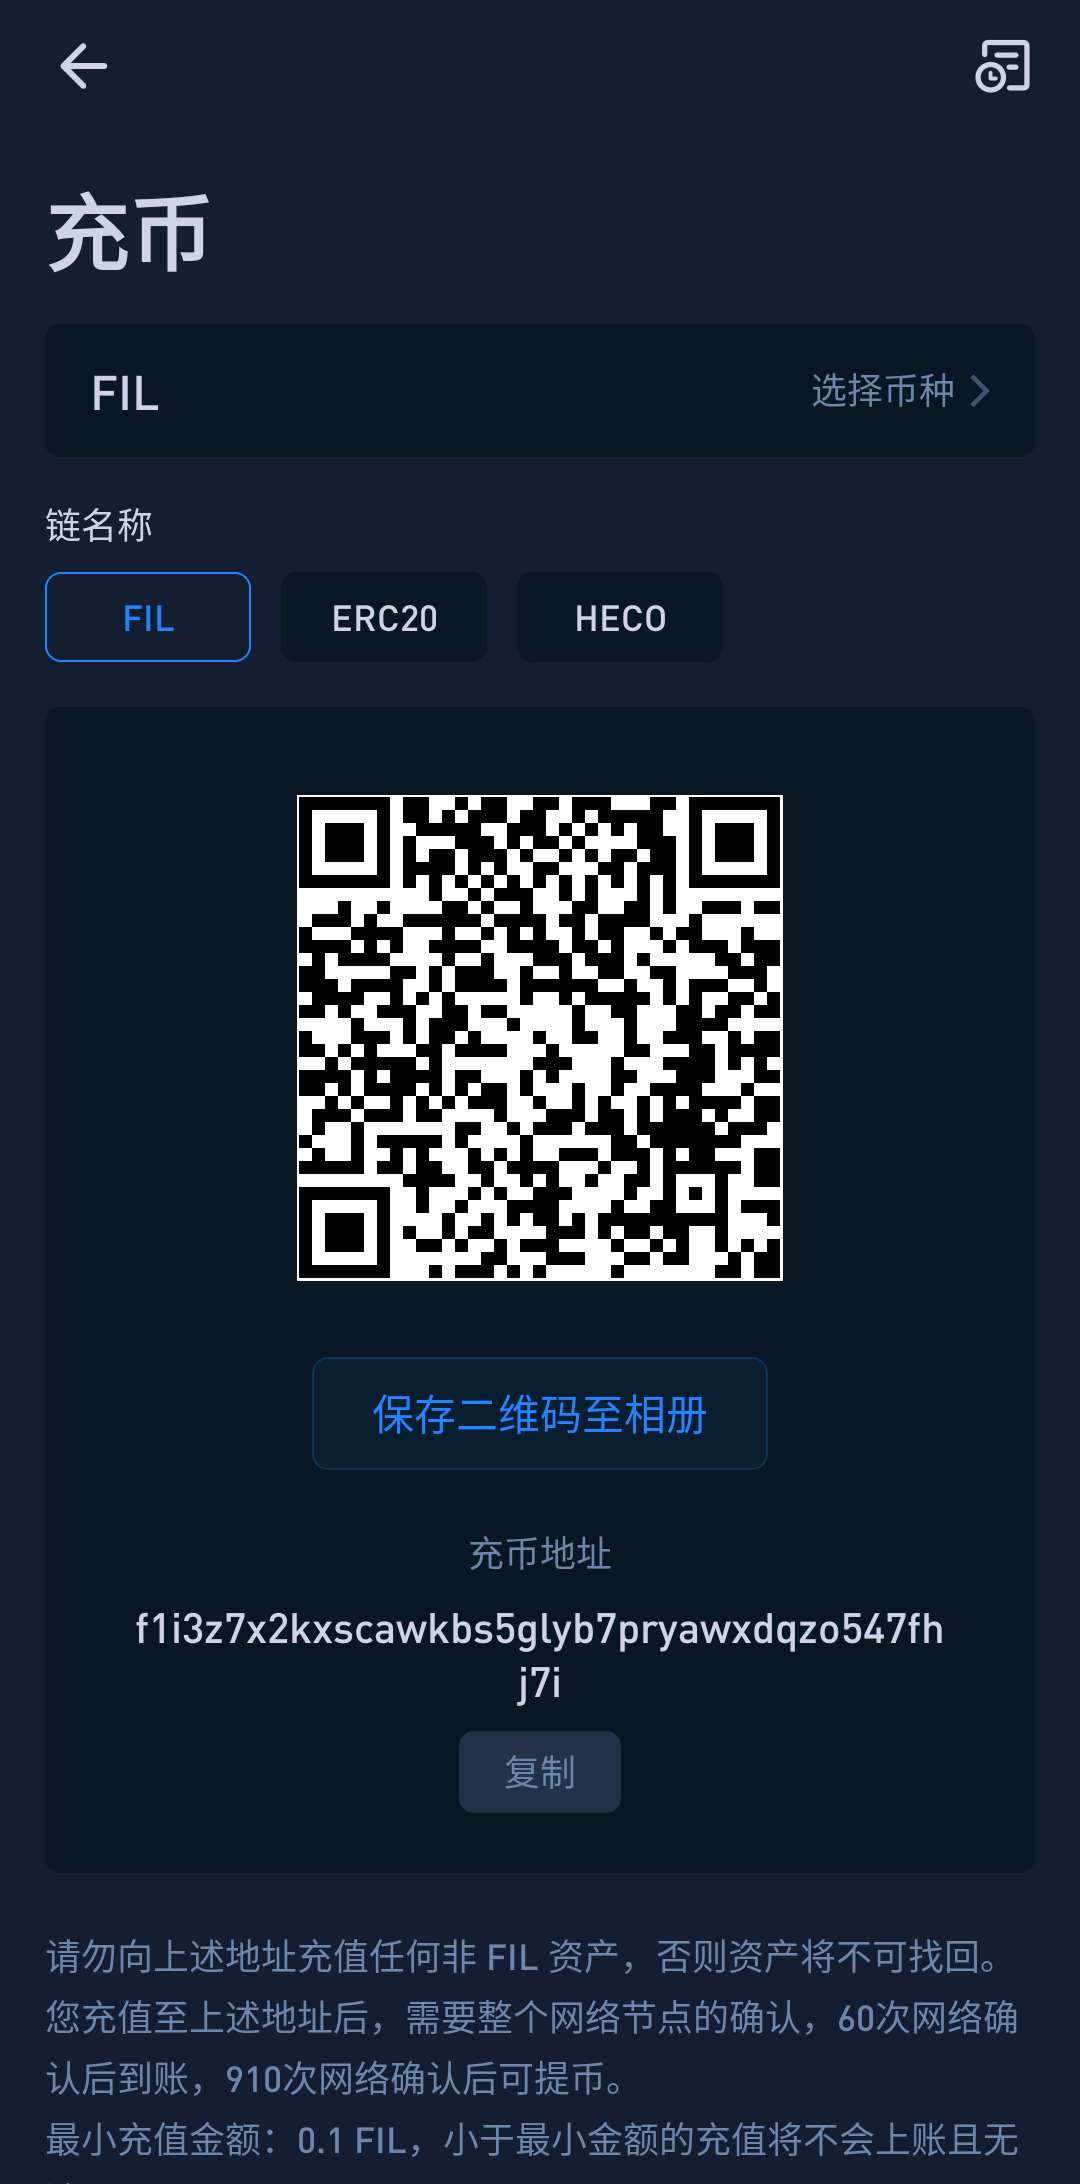 充币
FIL 选择币种
链名称
FIL ERC20 HECO
保存二维码至相册
充币地址
f1i3z7x2kxscawkbs5glyb7pryawxdqzo547fh
j7i
复制
请勿向上述地址充值任何非 FIL 资产，否则资产将不可找回。
您充值至上述地址后，需要整个网络节点的确认，60次网络确
认后到账，910次网络确认后可提币。
最小充值金额：0.1 FIL，小于最小金额的充值将不会上账且无